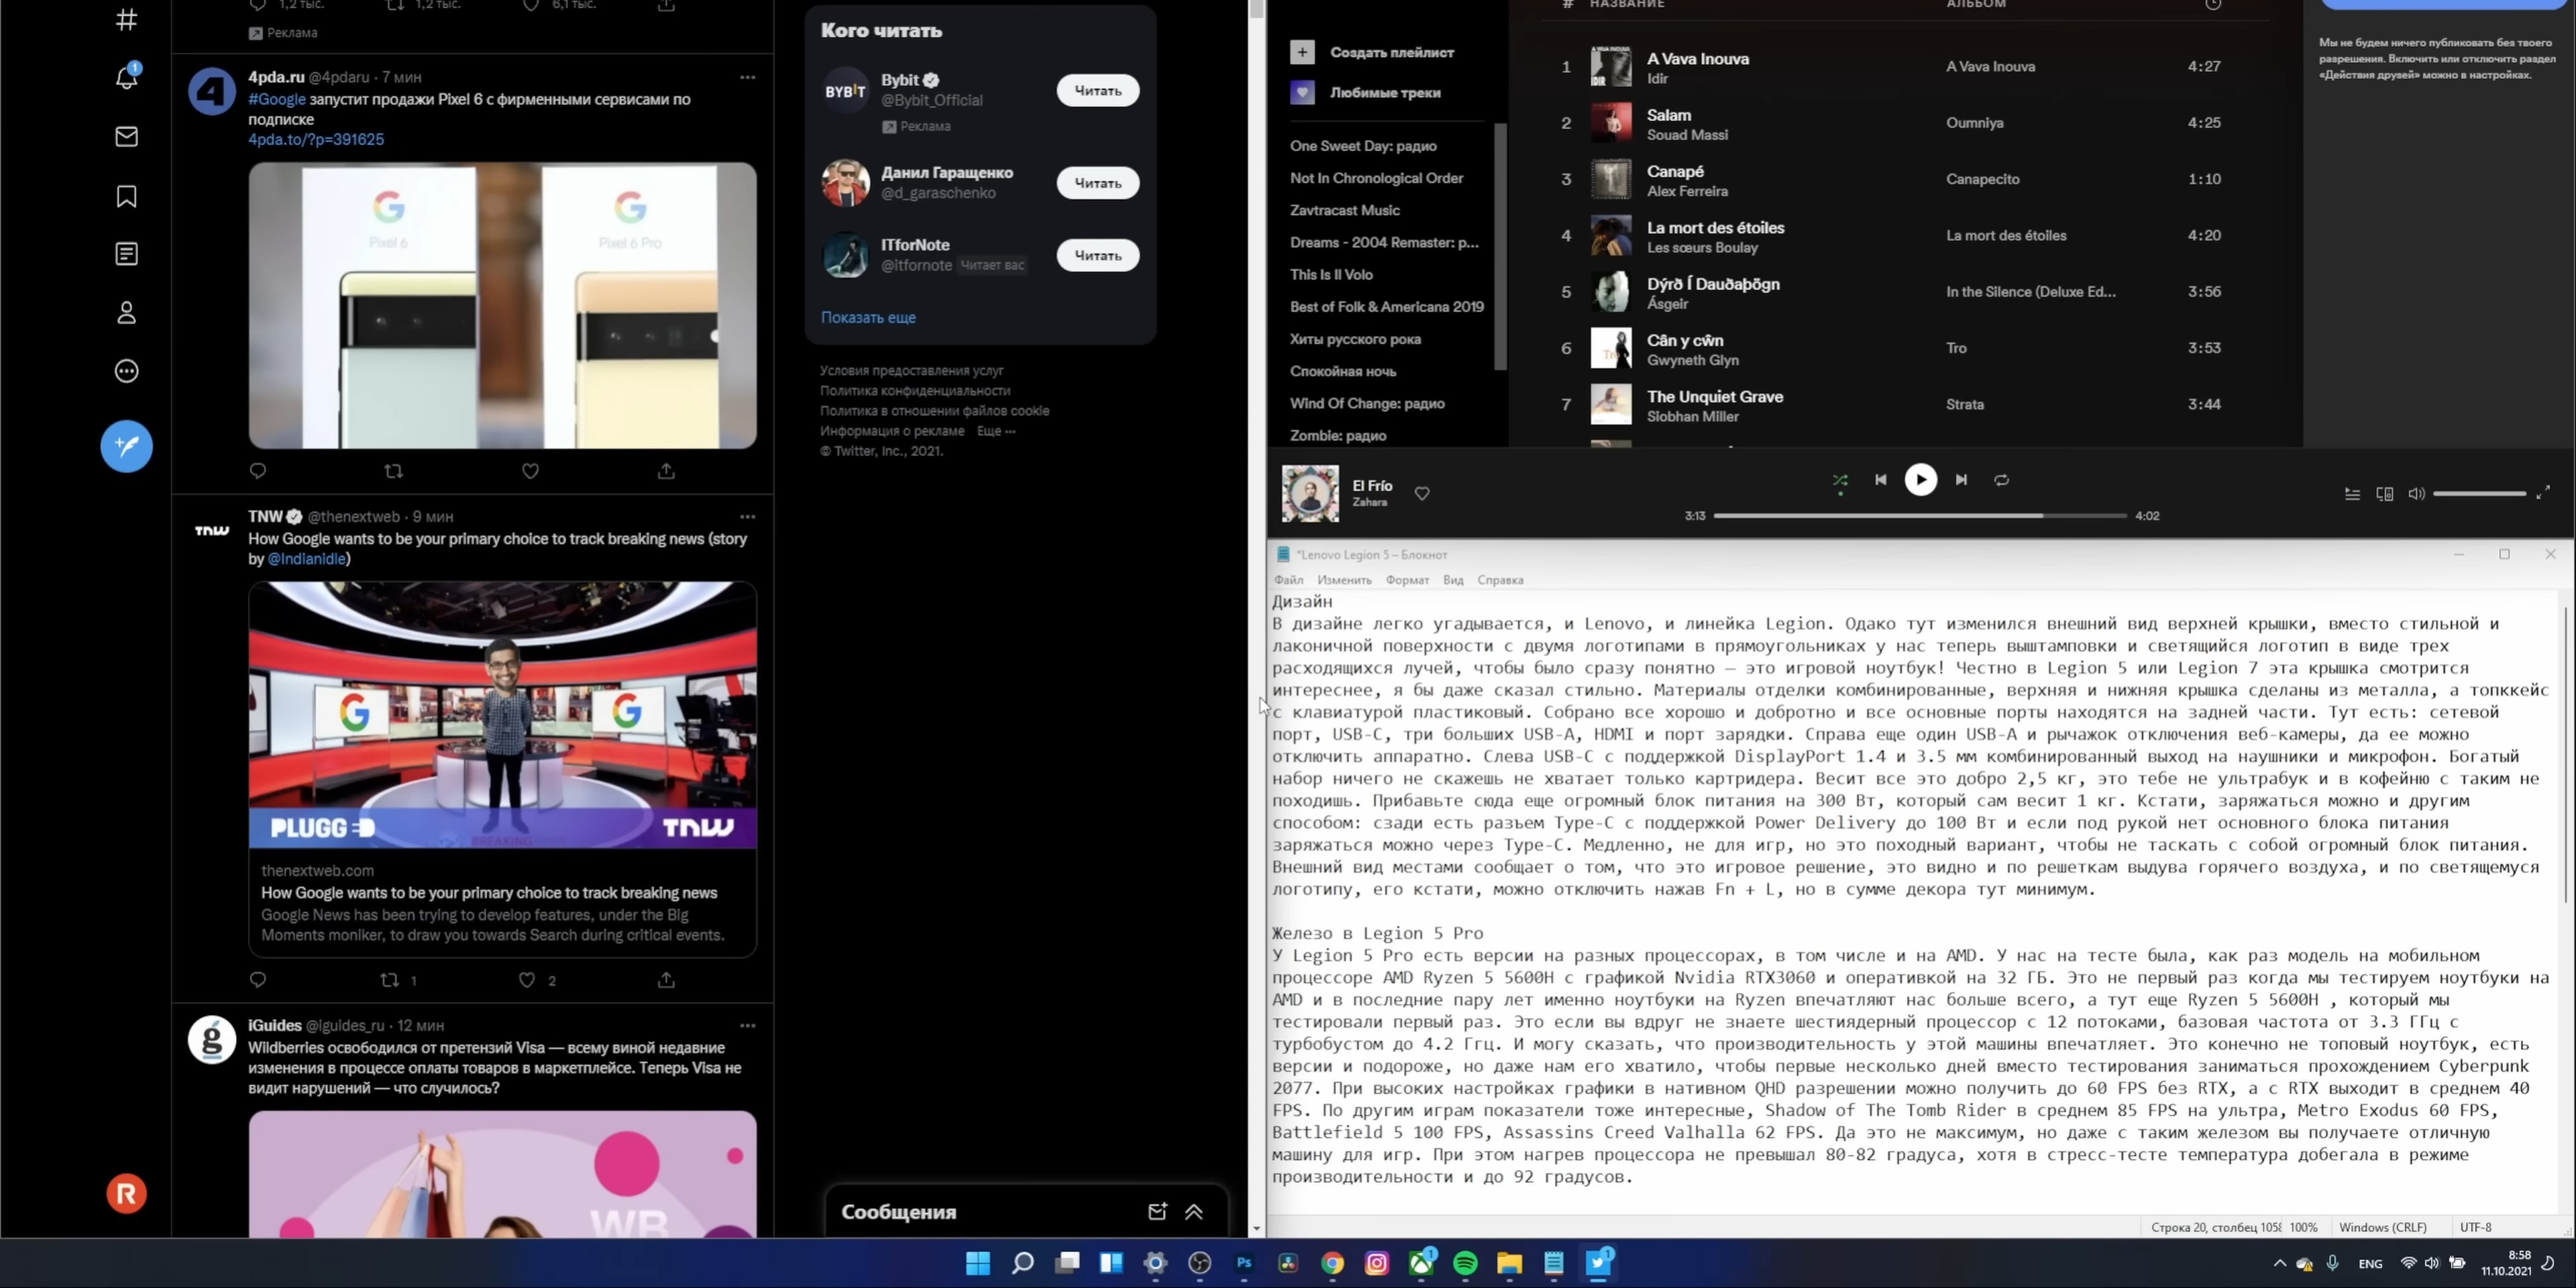 1,2 тыс. 1,2 тыс. 6,1 тыс.
Реклама
4pda.ru @4pdaru · 7 мин
#Google запустит продажи Pixel 6 с фирменными сервисами по
подписке
4pda.to/?p=391625
Pixel 6
Pixel 6 Pro
TNW
TNW @thenextweb · 9 мин
How Google wants to be your primary choice to track breaking news (story
by @Indianidle)
PLUGG
TNW
BREAKING
thenextweb.com
How Google wants to be your primary choice to track breaking news
Google News has been trying to develop features, under the Big
Moments moniker, to draw you towards Search during critical events.
1 2
iGuides @iguides_ru · 12 мин
Wildberries освободился от претензий Visa — всему виной недавние
изменения в процессе оплаты товаров в маркетплейсе. Теперь Visa не
видит нарушений — что случилось?
WB
Кого читать
BYBIT
Bybit
@Bybit_Official
Реклама
Читать
Данил Гаращенко
@d_garaschenko
Читать
ITforNote
@itfornote Читает вас
Читать
Показать еще
Условия предоставления услуг
Политика конфиденциальности
Политика в отношении файлов cookie
Информация о рекламе Еще ···
© Twitter, Inc., 2021.
Сообщения
Создать плейлист
Любимые треки
One Sweet Day: радио
Not In Chronological Order
Zavtracast Music
Dreams - 2004 Remaster: р...
This Is Il Volo
Best of Folk & Americana 2019
Хиты русского рока
Спокойная ночь
Wind Of Change: радио
Zombie: радио
# НАЗВАНИЕ АЛЬБОМ
1 A Vava Inouva A Vava Inouva 4:27
Idir
2 Salam Oumniya 4:25
Souad Massi
3 Canapé Canapecito 1:10
Alex Ferreira
4 La mort des étoiles La mort des étoiles 4:20
Les sœurs Boulay
5 Dýrð Í Dauðaþögn In the Silence (Deluxe Ed... 3:56
Ásgeir
6 Cân y cŵn Tro 3:53
Gwyneth Glyn
7 The Unquiet Grave Strata 3:44
Siobhan Miller
Мы не будем ничего публиковать без твоего
разрешения. Включить или отключить раздел
«Действия друзей» можно в настройках.
El Frío
Zahara
3:13 4:02
*Lenovo Legion 5 – Блокнот
Файл Изменить Формат Вид Справка
Дизайн
В дизайне легко угадывается, и Lenovo, и линейка Legion. Одако тут изменился внешний вид верхней крышки, вместо стильной и
лаконичной поверхности с двумя логотипами в прямоугольниках у нас теперь выштамповки и светящийся логотип в виде трех
расходящихся лучей, чтобы было сразу понятно — это игровой ноутбук! Честно в Legion 5 или Legion 7 эта крышка смотрится
интереснее, я бы даже сказал стильно. Материалы отделки комбинированные, верхняя и нижняя крышка сделаны из металла, а топккейс
с клавиатурой пластиковый. Собрано все хорошо и добротно и все основные порты находятся на задней части. Тут есть: сетевой
порт, USB-C, три больших USB-A, HDMI и порт зарядки. Справа еще один USB-A и рычажок отключения веб-камеры, да ее можно
отключить аппаратно. Слева USB-C с поддержкой DisplayPort 1.4 и 3.5 мм комбинированный выход на наушники и микрофон. Богатый
набор ничего не скажешь не хватает только картридера. Весит все это добро 2,5 кг, это тебе не ультрабук и в кофейню с таким не
походишь. Прибавьте сюда еще огромный блок питания на 300 Вт, который сам весит 1 кг. Кстати, заряжаться можно и другим
способом: сзади есть разъем Type-C с поддержкой Power Delivery до 100 Вт и если под рукой нет основного блока питания
заряжаться можно через Type-C. Медленно, не для игр, но это походный вариант, чтобы не таскать с собой огромный блок питания.
Внешний вид местами сообщает о том, что это игровое решение, это видно и по решеткам выдува горячего воздуха, и по светящемуся
логотипу, его кстати, можно отключить нажав Fn + L, но в сумме декора тут минимум.
Железо в Legion 5 Pro
У Legion 5 Pro есть версии на разных процессорах, в том числе и на AMD. У нас на тесте была, как раз модель на мобильном
процессоре AMD Ryzen 5 5600H с графикой Nvidia RTX3060 и оперативкой на 32 ГБ. Это не первый раз когда мы тестируем ноутбуки на
AMD и в последние пару лет именно ноутбуки на Ryzen впечатляют нас больше всего, а тут еще Ryzen 5 5600H , который мы
тестировали первый раз. Это если вы вдруг не знаете шестиядерный процессор с 12 потоками, базовая частота от 3.3 ГГц с
турбобустом до 4.2 Ггц. И могу сказать, что производительность у этой машины впечатляет. Это конечно не топовый ноутбук, есть
версии и подороже, но даже нам его хватило, чтобы первые несколько дней вместо тестирования заниматься прохождением Cyberpunk
2077. При высоких настройках графики в нативном QHD разрешении можно получить до 60 FPS без RTX, а с RTX выходит в среднем 40
FPS. По другим играм показатели тоже интересные, Shadow of The Tomb Rider в среднем 85 FPS на ультра, Metro Exodus 60 FPS,
Battlefield 5 100 FPS, Assassins Creed Valhalla 62 FPS. Да это не максимум, но даже с таким железом вы получаете отличную
машину для игр. При этом нагрев процессора не превышал 80-82 градуса, хотя в стресс-тесте температура добегала в режиме
производительности и до 92 градусов.
Строка 20, столбец 1058 100% Windows (CRLF) UTF-8
Ps
ENG
8:58
11.10.2021